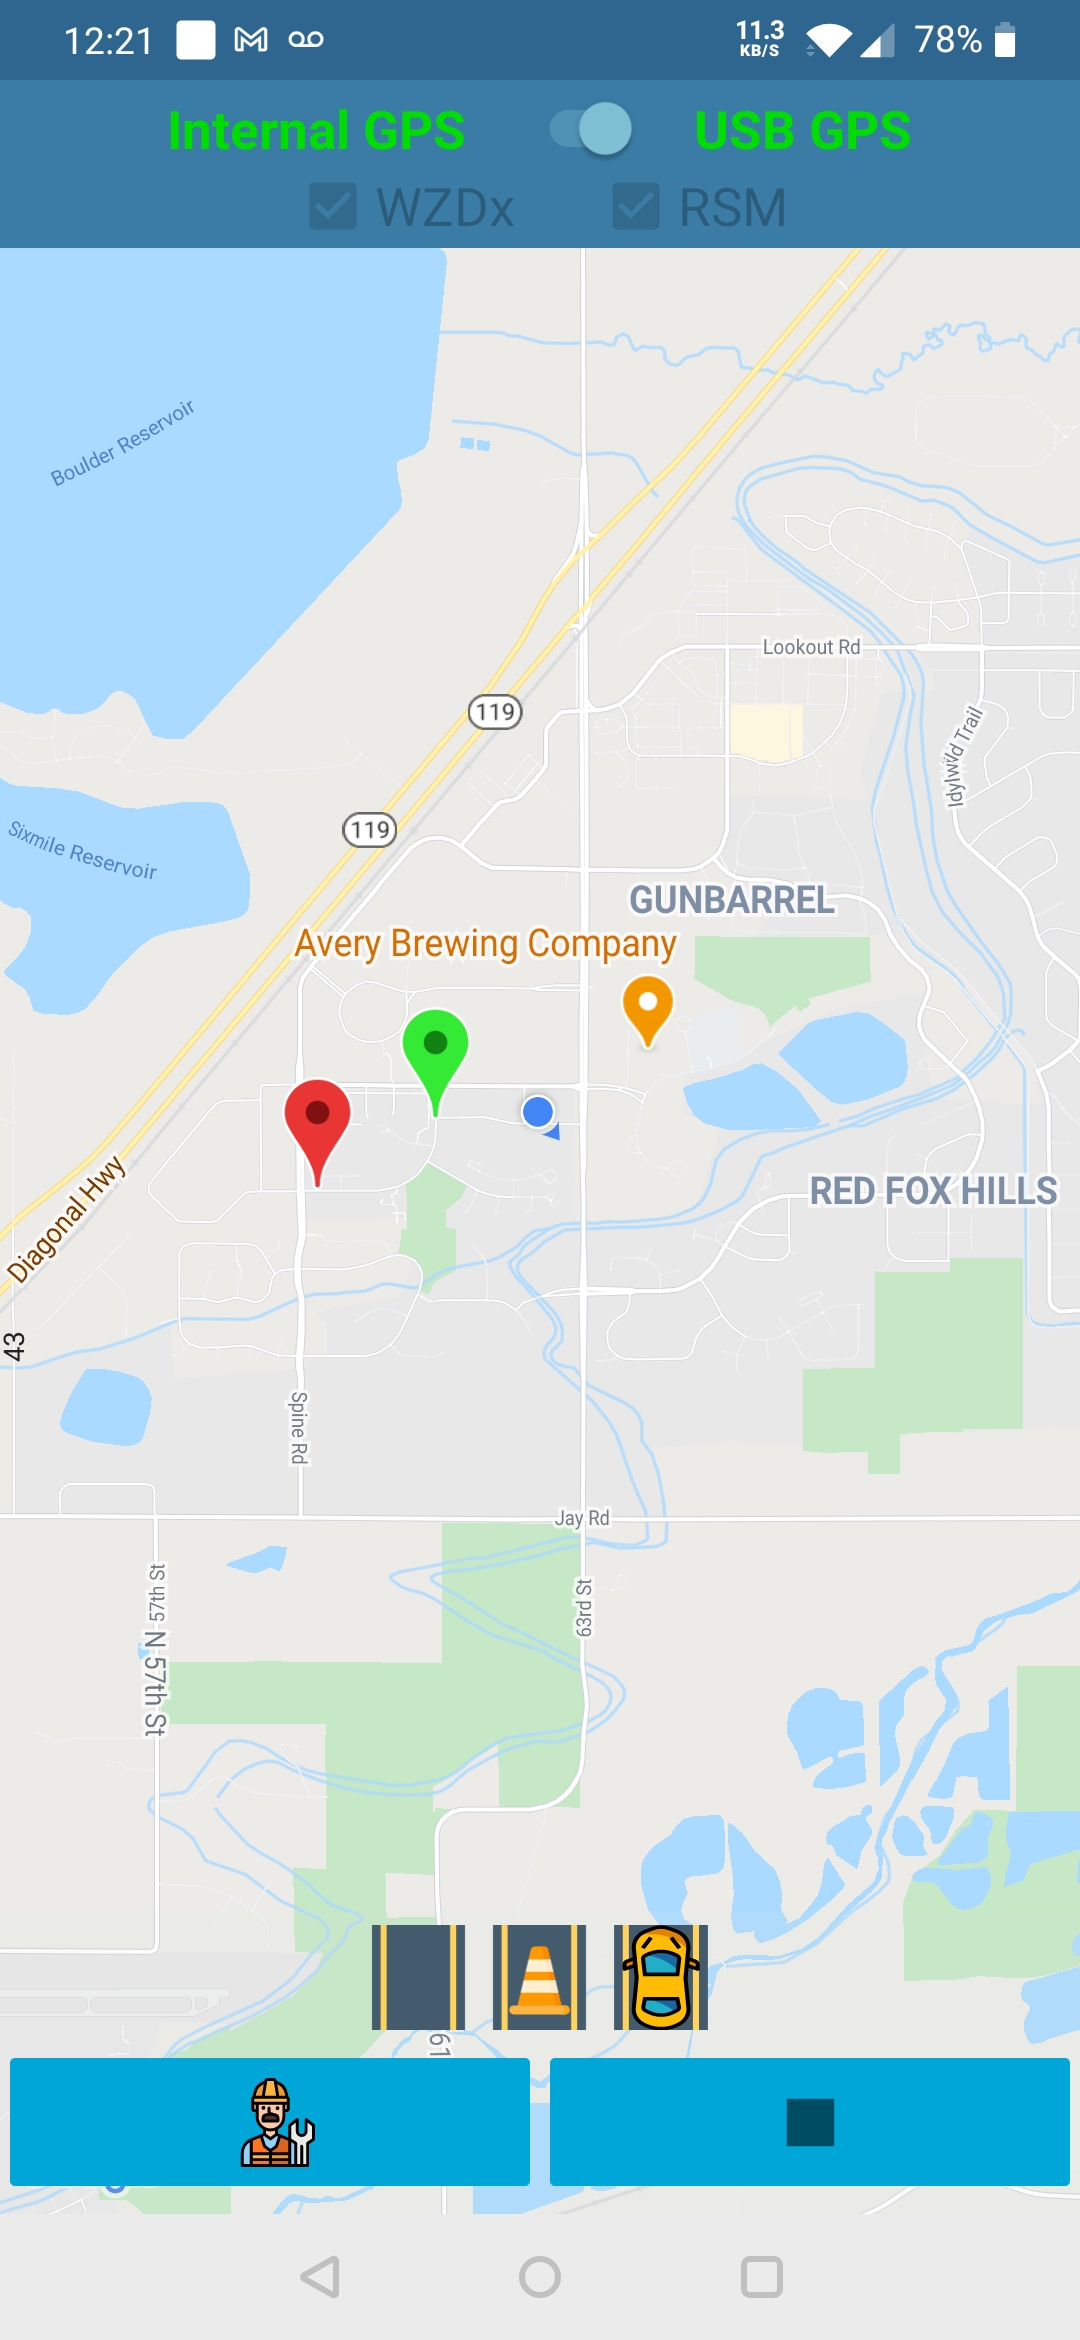 12:21
11.3
KB/S
78%
Internal GPS
USB GPS
WZDx
RSM
Boulder Reservoir
Lookout Rd
119
Idylwild Trail
119
Sixmile Reservoir
GUNBARREL
Avery Brewing Company
RED FOX HILLS
Diagonal Hwy
43
Spine Rd
Jay Rd
57th St
63rd St
N 57th St
61